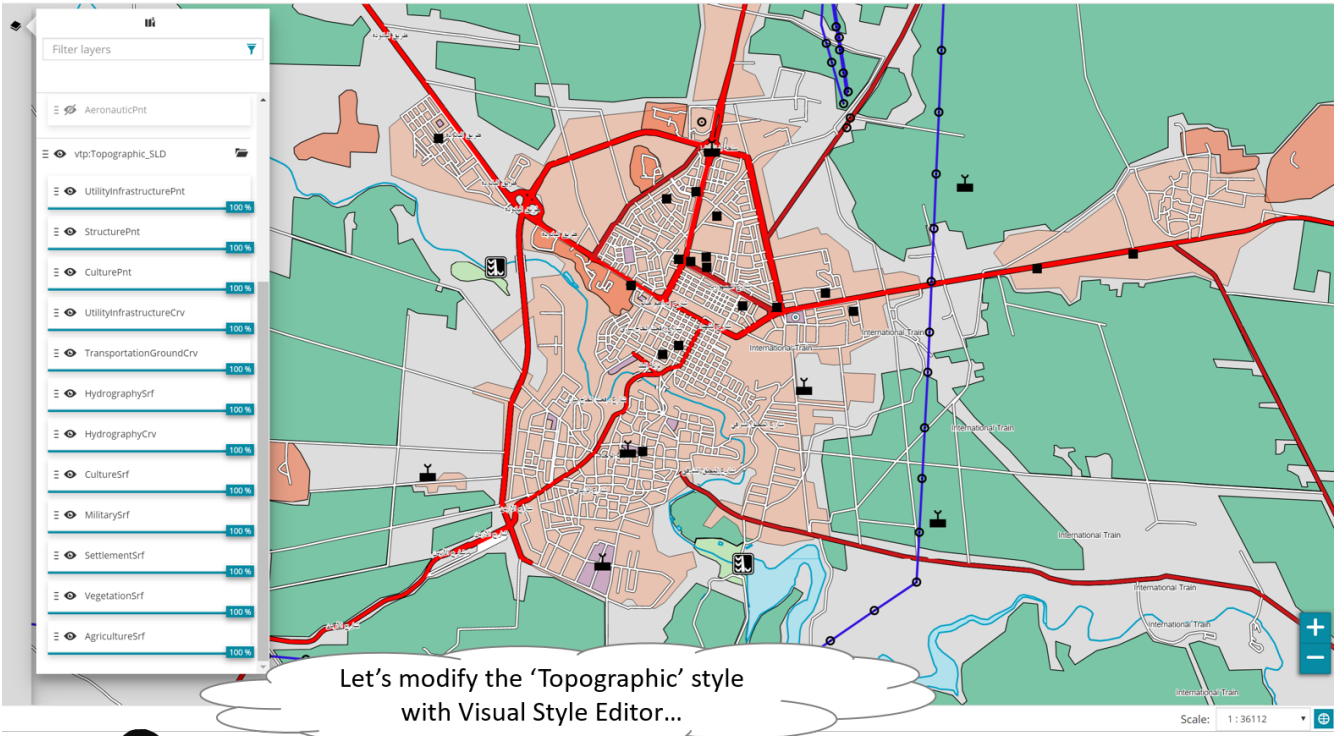 Filter layers
AeronauticPnt
vtp:Topographic_SLD
UtilityInfrastructurePnt
100 %
StructurePnt
100 %
CulturePnt
100 %
UtilityInfrastructureCrv
100 %
TransportationGroundCrv
100 %
HydrographySrf
100 %
HydrographyCrv
100 %
CultureSrf
100 %
MilitarySrf
100 %
SettlementSrf
100 %
VegetationSrf
100 %
AgricultureSrf
100 %
International Train
International Train
International Train
International Train
International Train
International Train
International Train
Let's modify the ‘Topographic’ style
with Visual Style Editor...
Scale:
1 : 36112